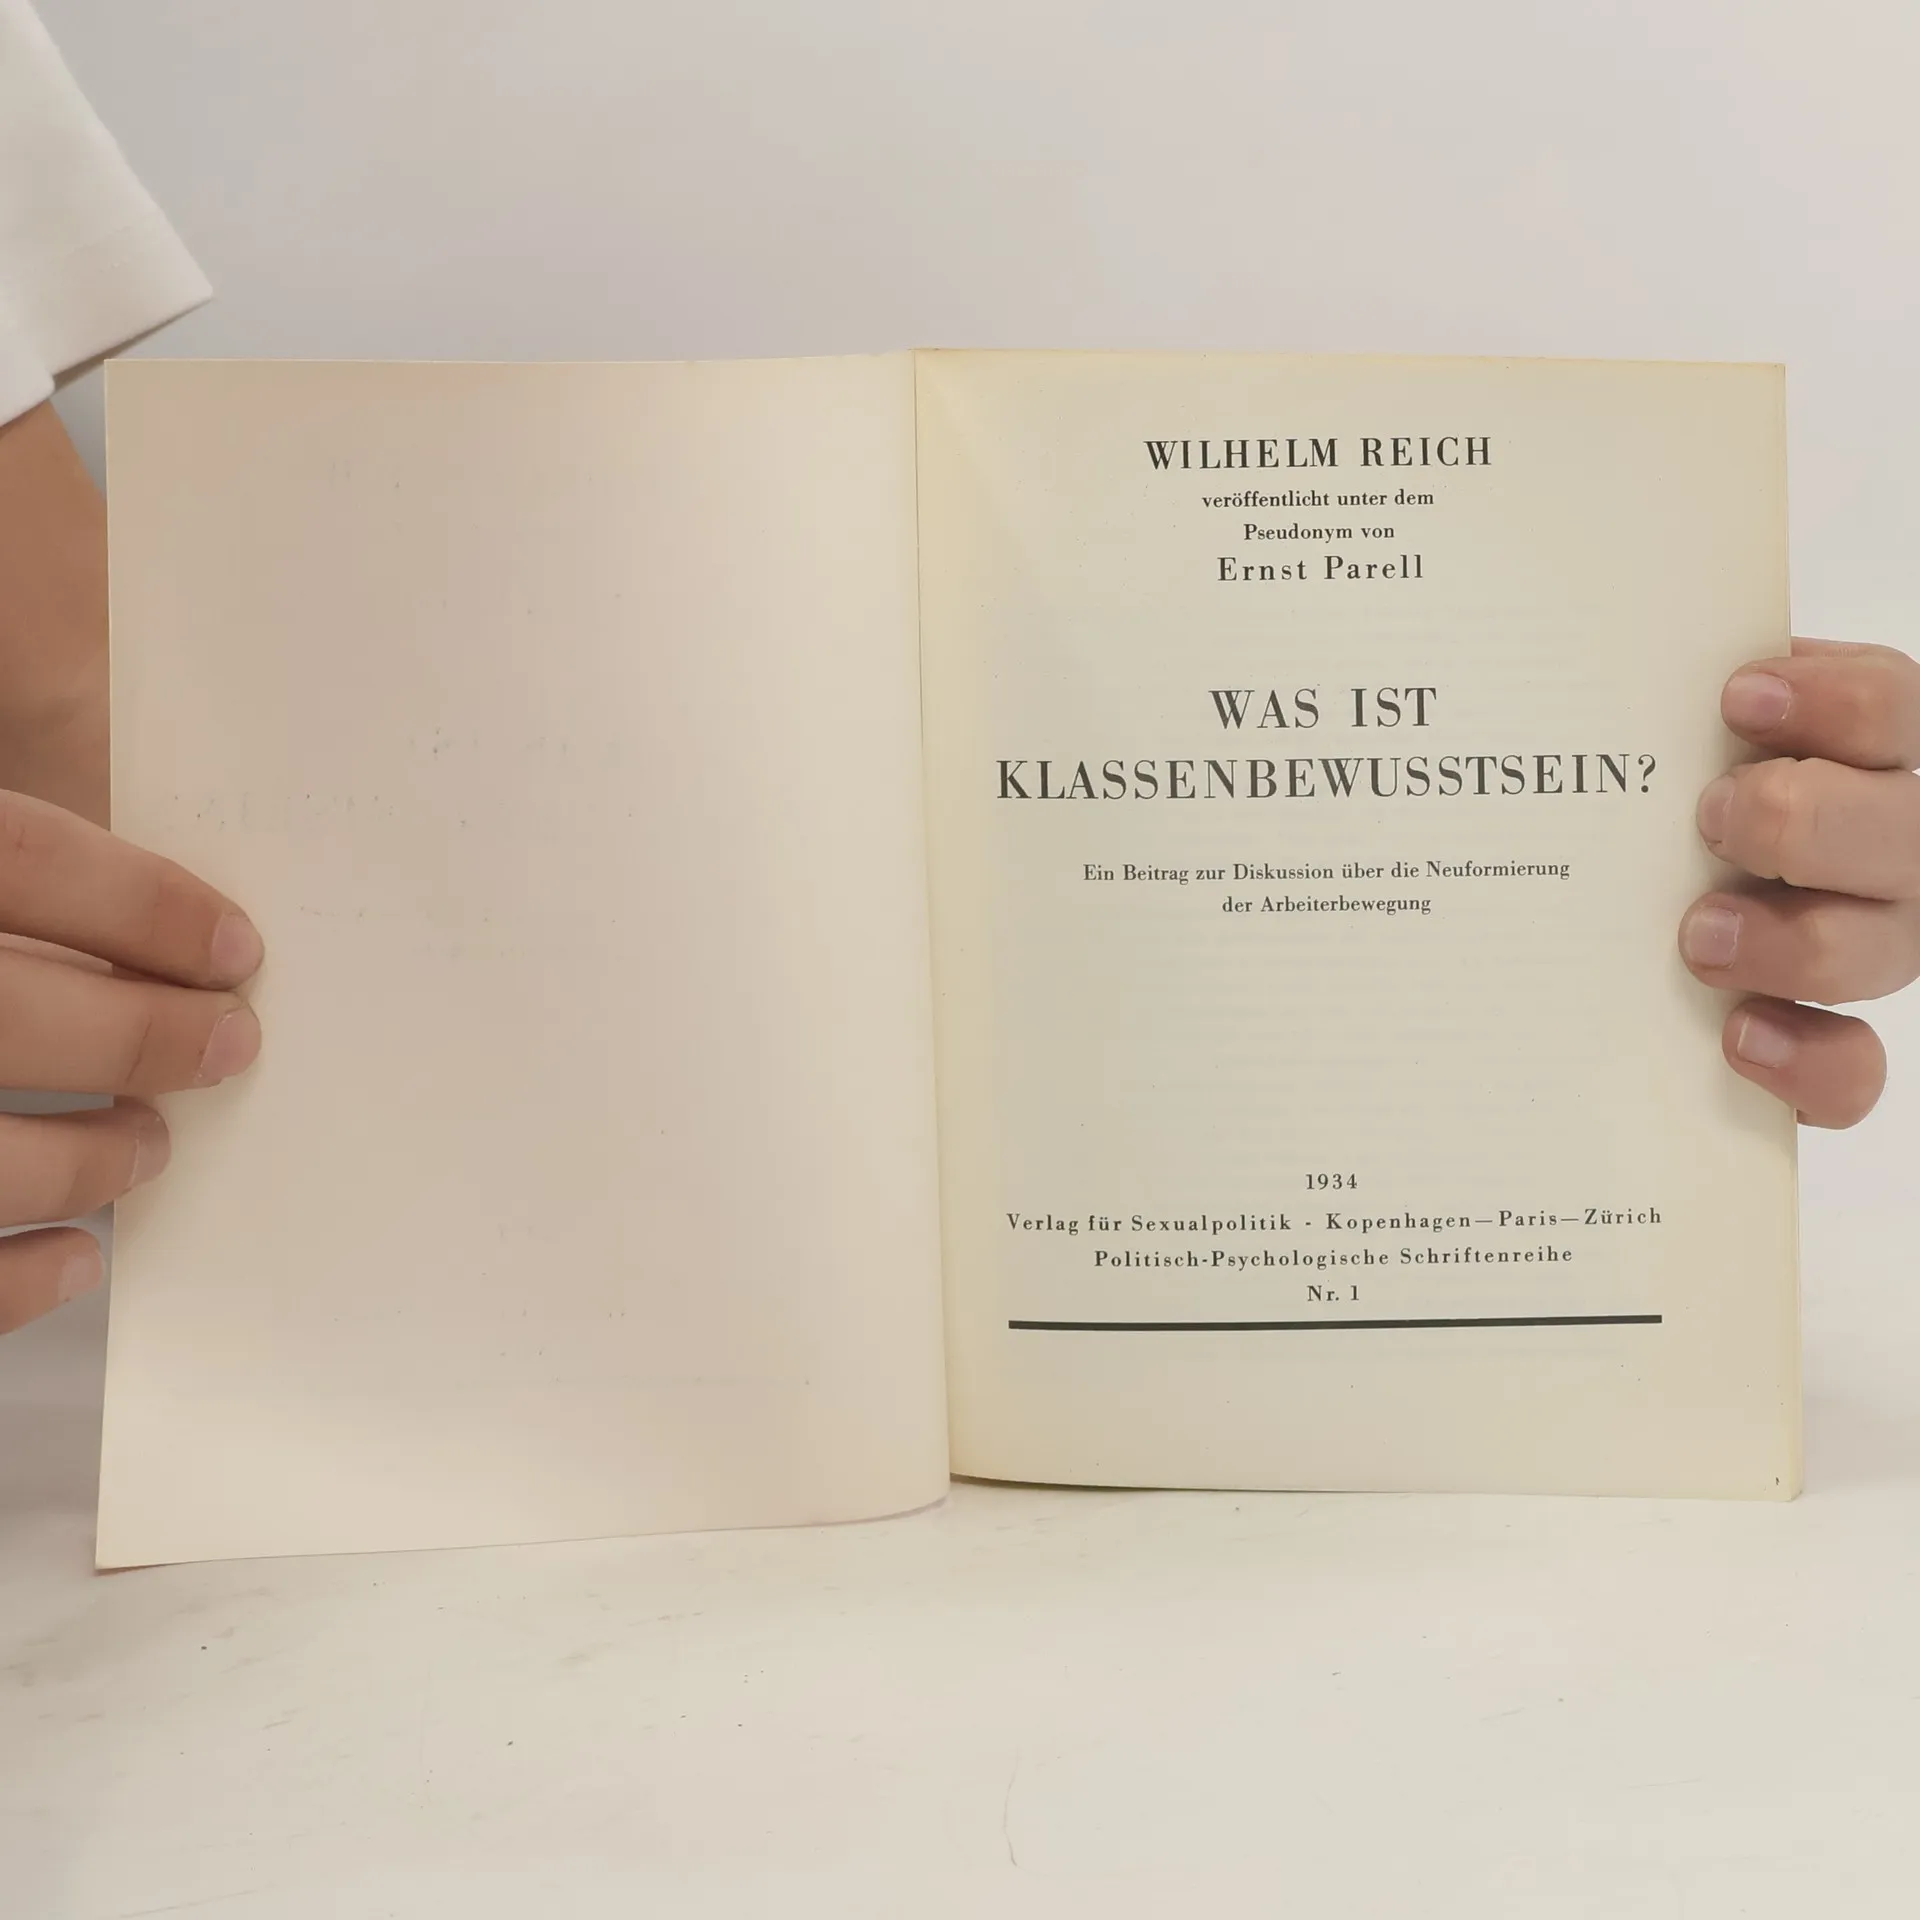 WILHELM REICH
veröffentlicht unter dem
Pseudonym von
Ernst Parell
WAS IST
KLASSENBEWUSSTSEIN?
Ein Beitrag zur Diskussion über die Neuformierung
der Arbeiterbewegung
1934
Verlag für Sexualpolitik - Kopenhagen—Paris—Zürich
Politisch-Psychologische Schriftenreihe
Nr. 1